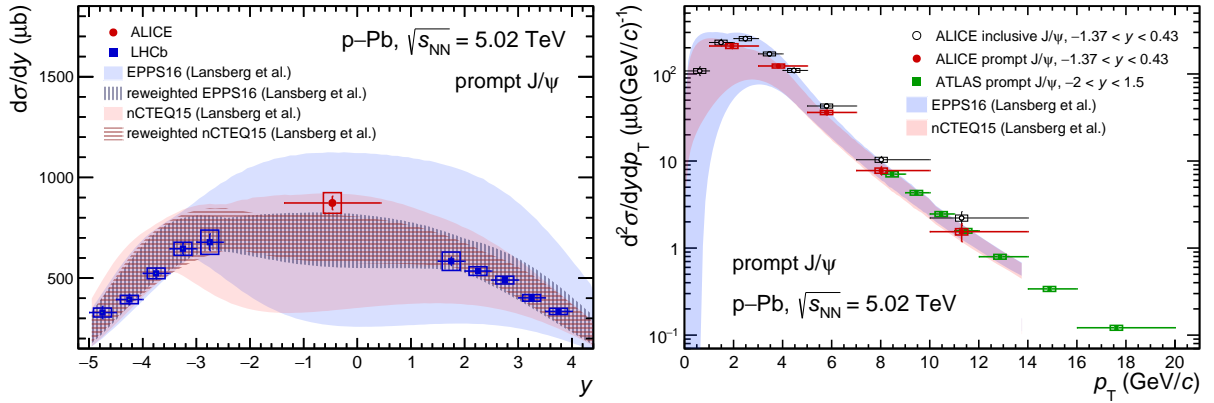 dσ/dy (μb)
1500
1000
500
p–Pb, √sNN = 5.02 TeV
prompt J/ψ
ALICE
LHCb
EPPS16 (Lansberg et al.)
reweighted EPPS16 (Lansberg et al.)
nCTEQ15 (Lansberg et al.)
reweighted nCTEQ15 (Lansberg et al.)
−5 −4 −3 −2 −1 0 1 2 3 4
y
d²σ/dydpT (μb(GeV/c)⁻¹)
10³
10²
10
1
10⁻¹
ALICE inclusive J/ψ, −1.37 < y < 0.43
ALICE prompt J/ψ, −1.37 < y < 0.43
ATLAS prompt J/ψ, −2 < y < 1.5
EPPS16 (Lansberg et al.)
nCTEQ15 (Lansberg et al.)
prompt J/ψ
p–Pb, √sNN = 5.02 TeV
0 2 4 6 8 10 12 14 16 18 20
pT (GeV/c)